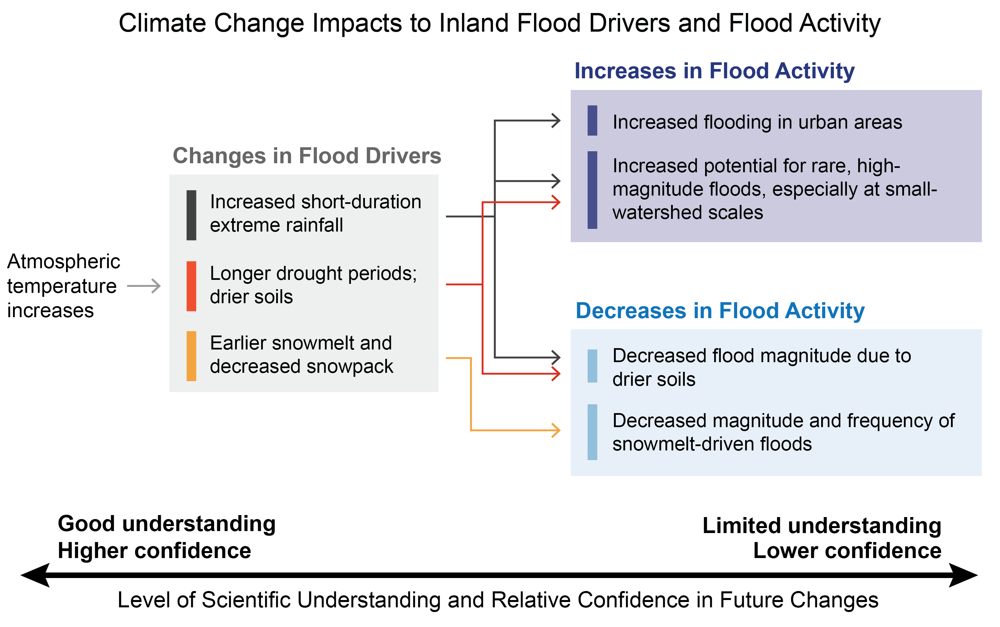 Climate Change Impacts to Inland Flood Drivers and Flood Activity
Increases in Flood Activity
Increased flooding in urban areas
Increased potential for rare, high-
magnitude floods, especially at small-
watershed scales
Changes in Flood Drivers
Increased short-duration
extreme rainfall
Longer drought periods;
drier soils
Earlier snowmelt and
decreased snowpack
Atmospheric
temperature
increases
Decreases in Flood Activity
Decreased flood magnitude due to
drier soils
Decreased magnitude and frequency of
snowmelt-driven floods
Good understanding
Higher confidence
Limited understanding
Lower confidence
Level of Scientific Understanding and Relative Confidence in Future Changes